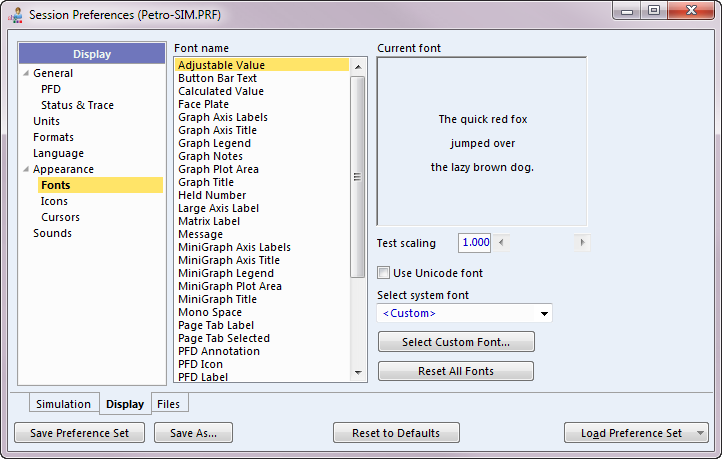 Session Preferences (Petro-SIM.PRF)
Display
General
PFD
Status & Trace
Units
Formats
Language
Appearance
Fonts
Icons
Cursors
Sounds
Font name
Adjustable Value
Button Bar Text
Calculated Value
Face Plate
Graph Axis Labels
Graph Axis Title
Graph Legend
Graph Notes
Graph Plot Area
Graph Title
Held Number
Large Axis Label
Matrix Label
Message
MiniGraph Axis Labels
MiniGraph Axis Title
MiniGraph Legend
MiniGraph Plot Area
MiniGraph Title
Mono Space
Page Tab Label
Page Tab Selected
PFD Annotation
PFD Icon
PFD Label
Current font
The quick red fox
jumped over
the lazy brown dog.
Test scaling 1.000
Use Unicode font
Select system font
<Custom>
Select Custom Font...
Reset All Fonts
Simulation Display Files
Save Preference Set Save As... Reset to Defaults Load Preference Set